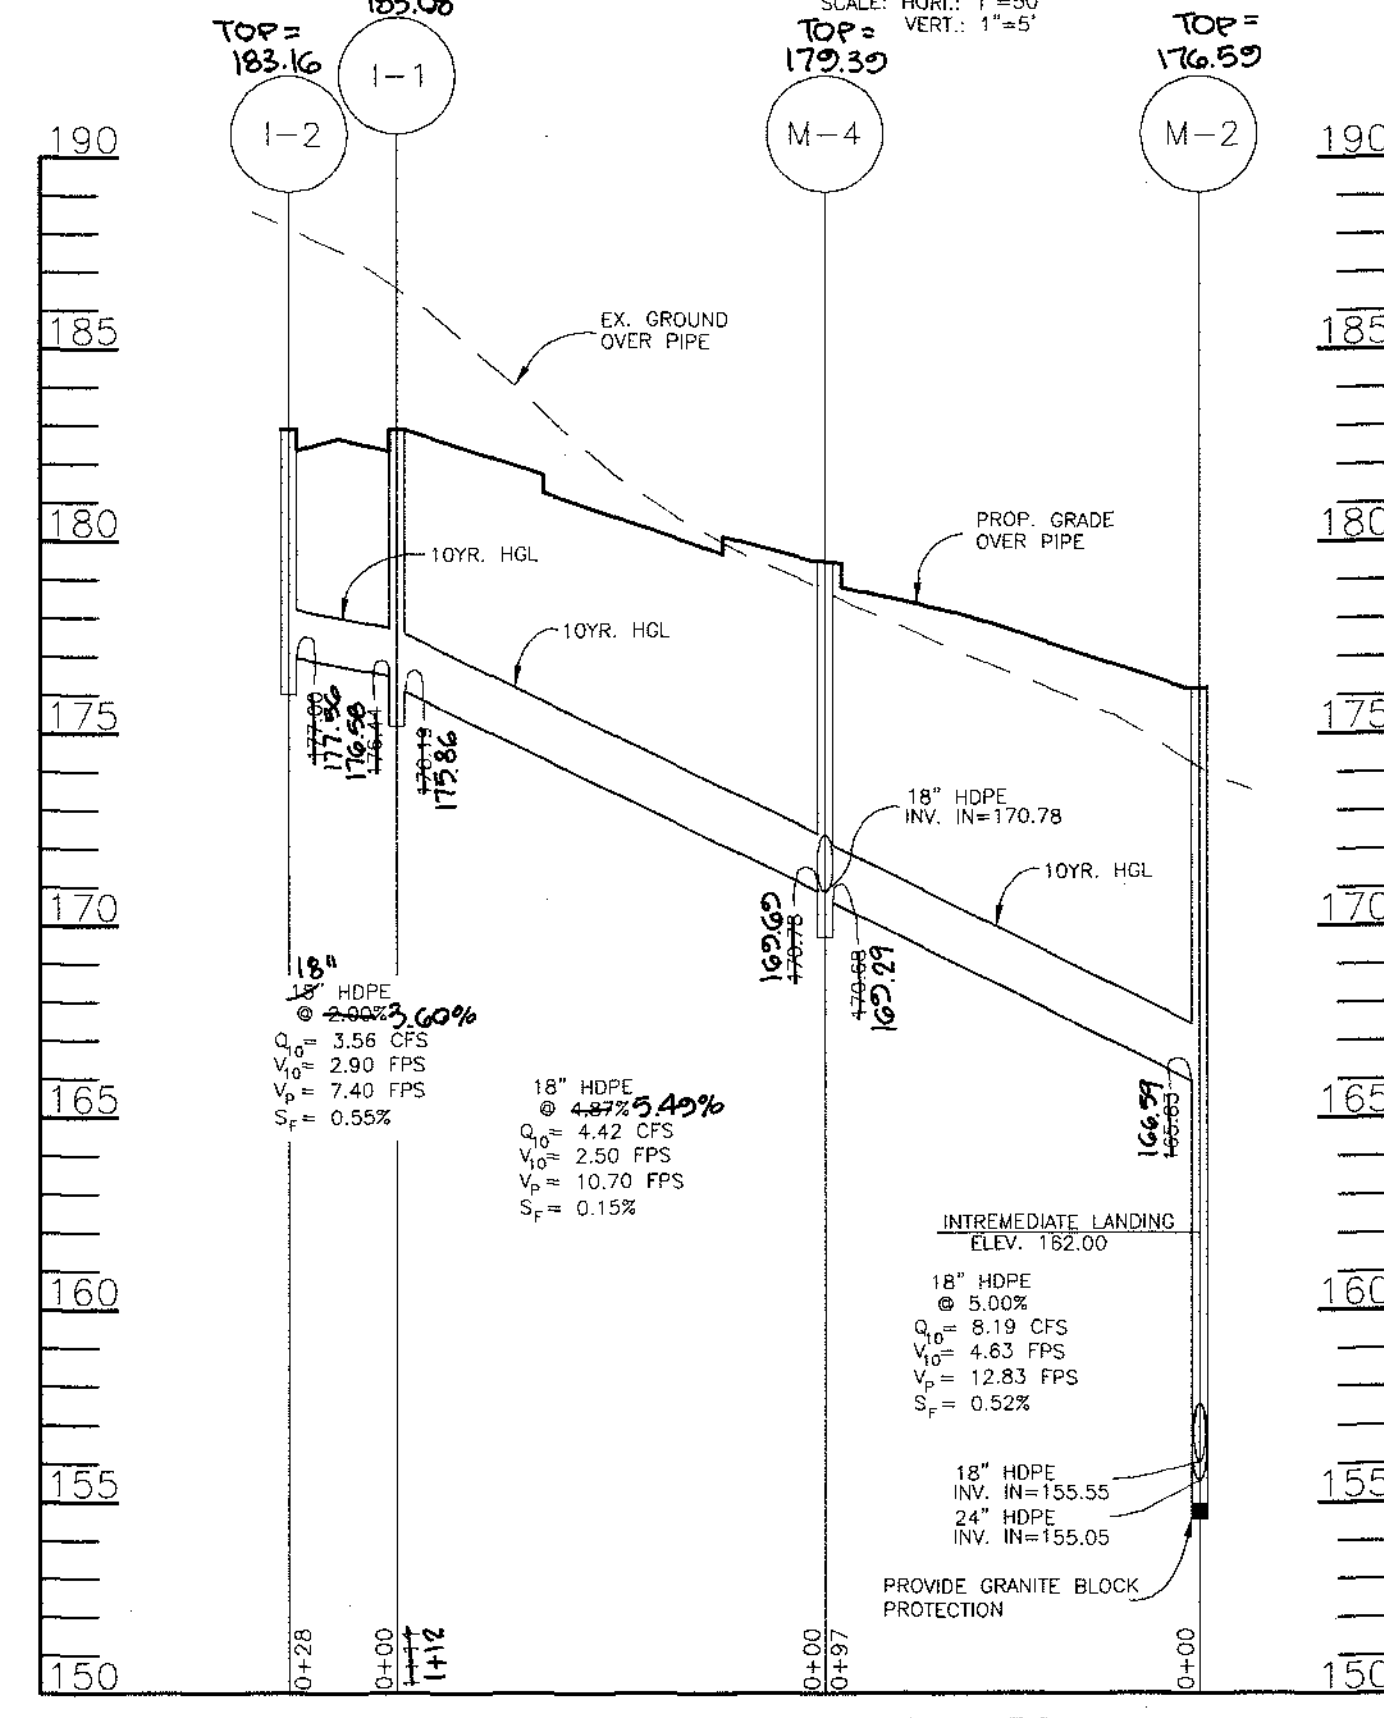 SCALE: HORI.: 1"=50'
VERT.: 1"=5'
TOP =
183.16
TOP =
179.39
TOP =
176.59
I-2
I-1
M-4
M-2
190
190
185
185
180
180
175
175
170
170
165
165
160
160
155
155
150
150
EX. GROUND
OVER PIPE
PROP. GRADE
OVER PIPE
10YR. HGL
10YR. HGL
10YR. HGL
177.00
177.56
176.58
176.44
175.86
18" HDPE
INV. IN=170.78
169.69
170.78
170.68
169.29
166.59
165.83
18"
15" HDPE
@ 2.00% 3.60%
Q10= 3.56 CFS
V10= 2.90 FPS
VP= 7.40 FPS
SF= 0.55%
18" HDPE
@ 4.87% 5.49%
Q10= 4.42 CFS
V10= 2.50 FPS
VP= 10.70 FPS
SF= 0.15%
INTREMEDIATE LANDING
ELEV. 162.00
18" HDPE
@ 5.00%
Q10= 8.19 CFS
V10= 4.63 FPS
VP= 12.83 FPS
SF= 0.52%
18" HDPE
INV. IN=155.55
24" HDPE
INV. IN=155.05
PROVIDE GRANITE BLOCK
PROTECTION
0+28
0+00
1+12
0+00
0+97
0+00